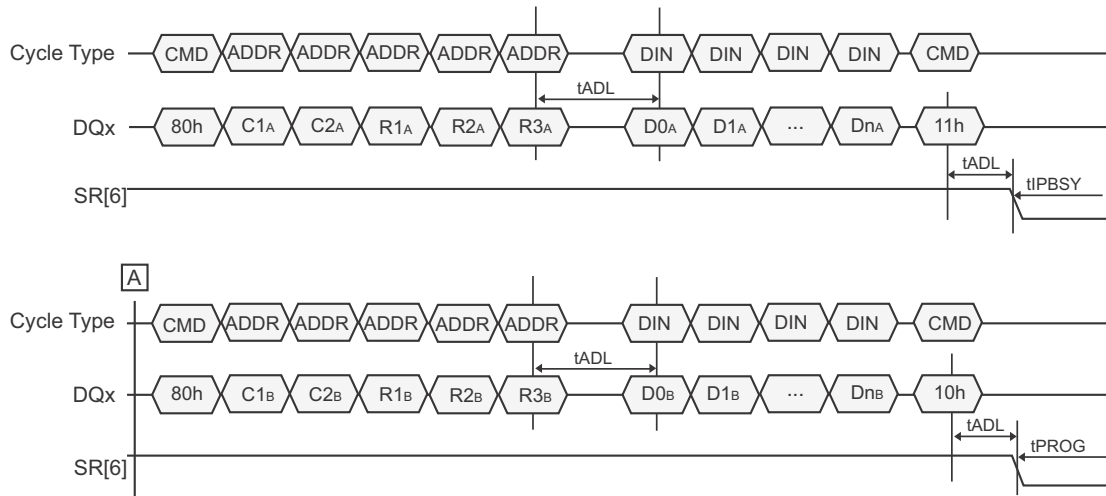 Cycle Type CMD ADDR ADDR ADDR ADDR ADDR DIN DIN DIN DIN CMD
tADL
DQx 80h C1A C2A R1A R2A R3A D0A D1A ... DnA 11h
tADL
SR[6] tIPBSY
A
Cycle Type CMD ADDR ADDR ADDR ADDR ADDR DIN DIN DIN DIN CMD
tADL
DQx 80h C1B C2B R1B R2B R3B D0B D1B ... DnB 10h
tADL
SR[6] tPROG